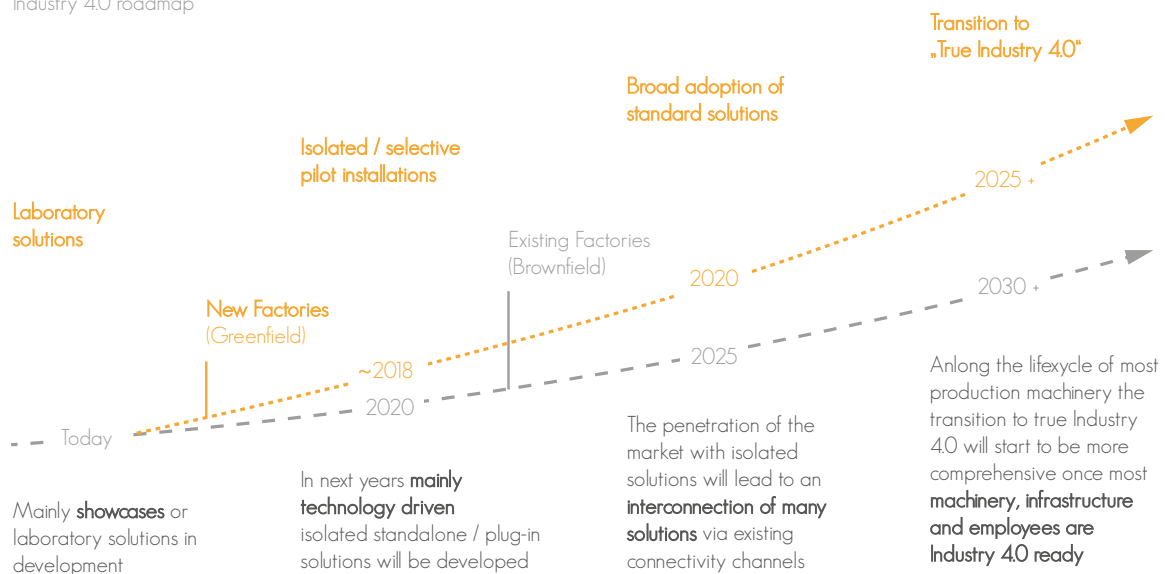 Industry 4.0 roadmap
Transition to
„True Industry 4.0“
Broad adoption of
standard solutions
Isolated / selective
pilot installations
Laboratory
solutions
New Factories
(Greenfield)
Existing Factories
(Brownfield)
Today
~2018
2020
2025 +
2020
2025
2030 +
Mainly showcases or
laboratory solutions in
development
In next years mainly
technology driven
isolated standalone / plug-in
solutions will be developed
The penetration of the
market with isolated
solutions will lead to an
interconnection of many
solutions via existing
connectivity channels
Anlong the lifexycle of most
production machinery the
transition to true Industry
4.0 will start to be more
comprehensive once most
machinery, infrastructure
and employees are
Industry 4.0 ready